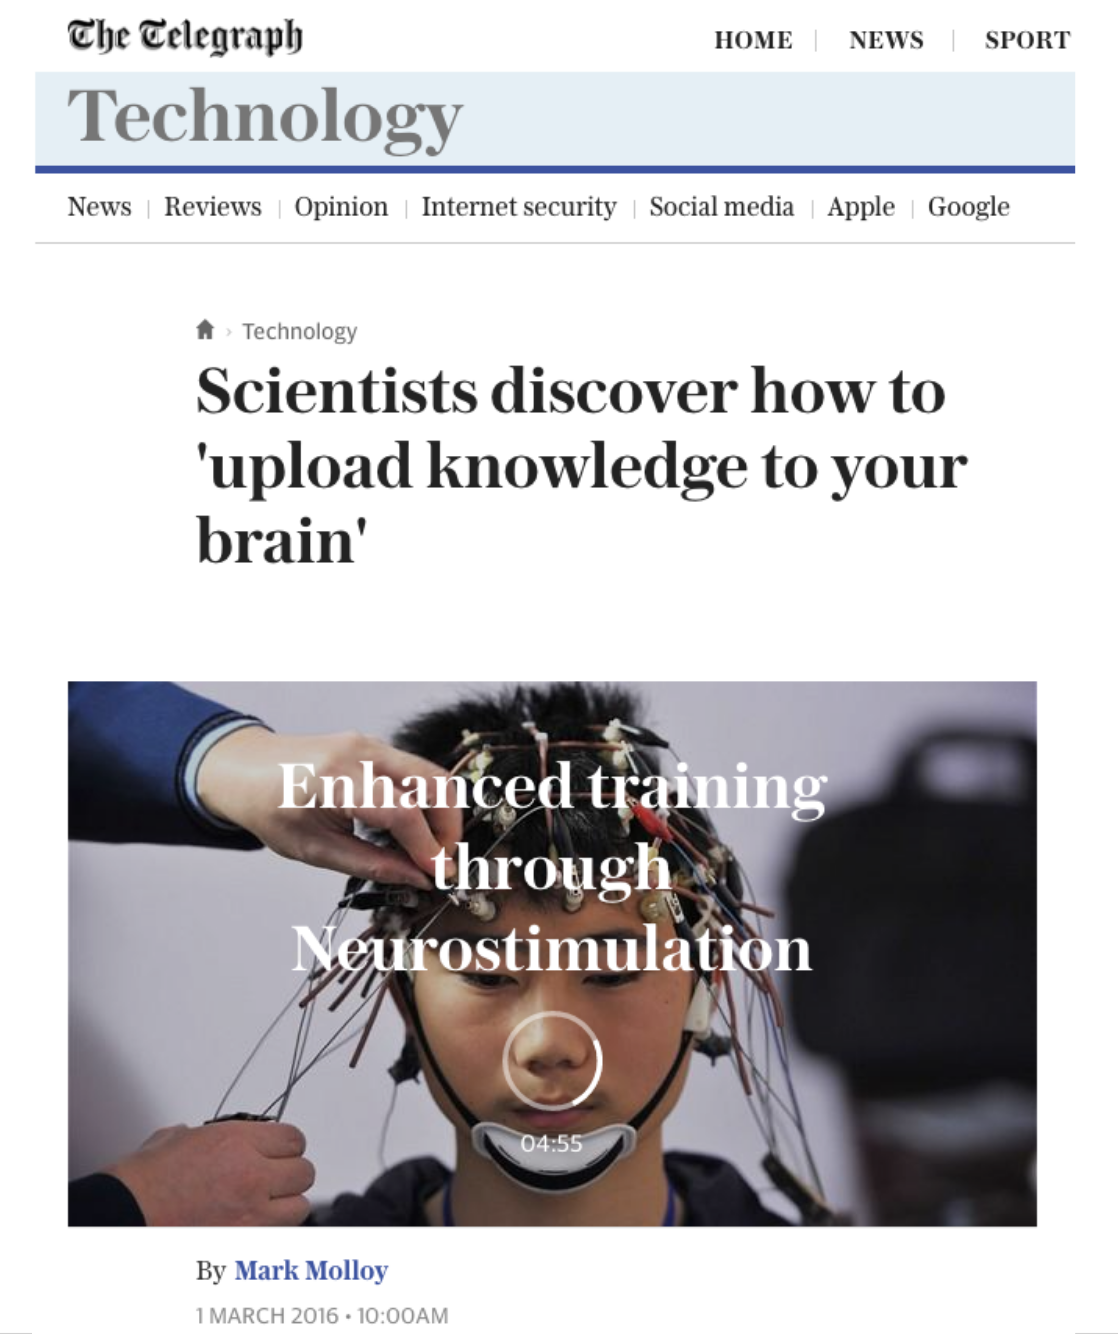 The Telegraph
HOME | NEWS | SPORT
Technology
News | Reviews | Opinion | Internet security | Social media | Apple | Google
› Technology
Scientists discover how to
'upload knowledge to your
brain'
Enhanced training
through
Neurostimulation
04:55
By Mark Molloy
1 MARCH 2016 • 10:00AM